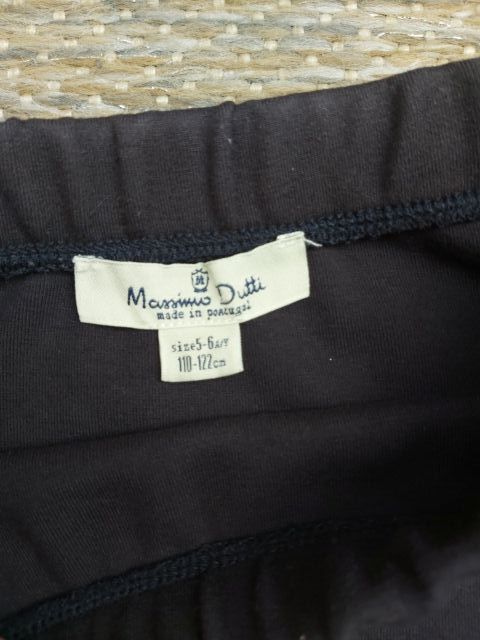 Massimo Dutti
made in portugal
size5-6A/Y
110-122cm